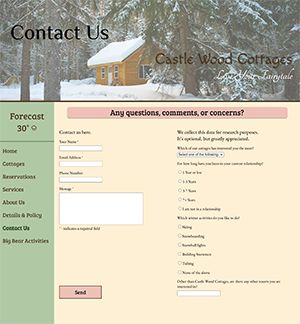 Contact Us
Castle Wood Cottages
Live Your Fairytale
Forecast
30°
Home
Cottages
Reservations
Services
About Us
Details & Policy
Contact Us
Big Bear Activities
Any questions, comments, or concerns?
Contact us here.
Your Name *
Email Address *
Phone Number
Message *
* - indicates a required field
Send
We collect this data for research purposes.
It's optional, but greatly appreciated.
Which of our cottages has interested you the most?
Select one of the following
For how long have you been in your current relationship?
1 Year or less
1-3 Years
3-7 Years
7+ Years
I am not in a relationship
Which winter activities do you like to do?
Skiing
Snowboarding
Snowball fights
Building Snowmen
Tubing
None of the above
Other than Castle Wood Cottages, are there any other resorts you are
interested in?